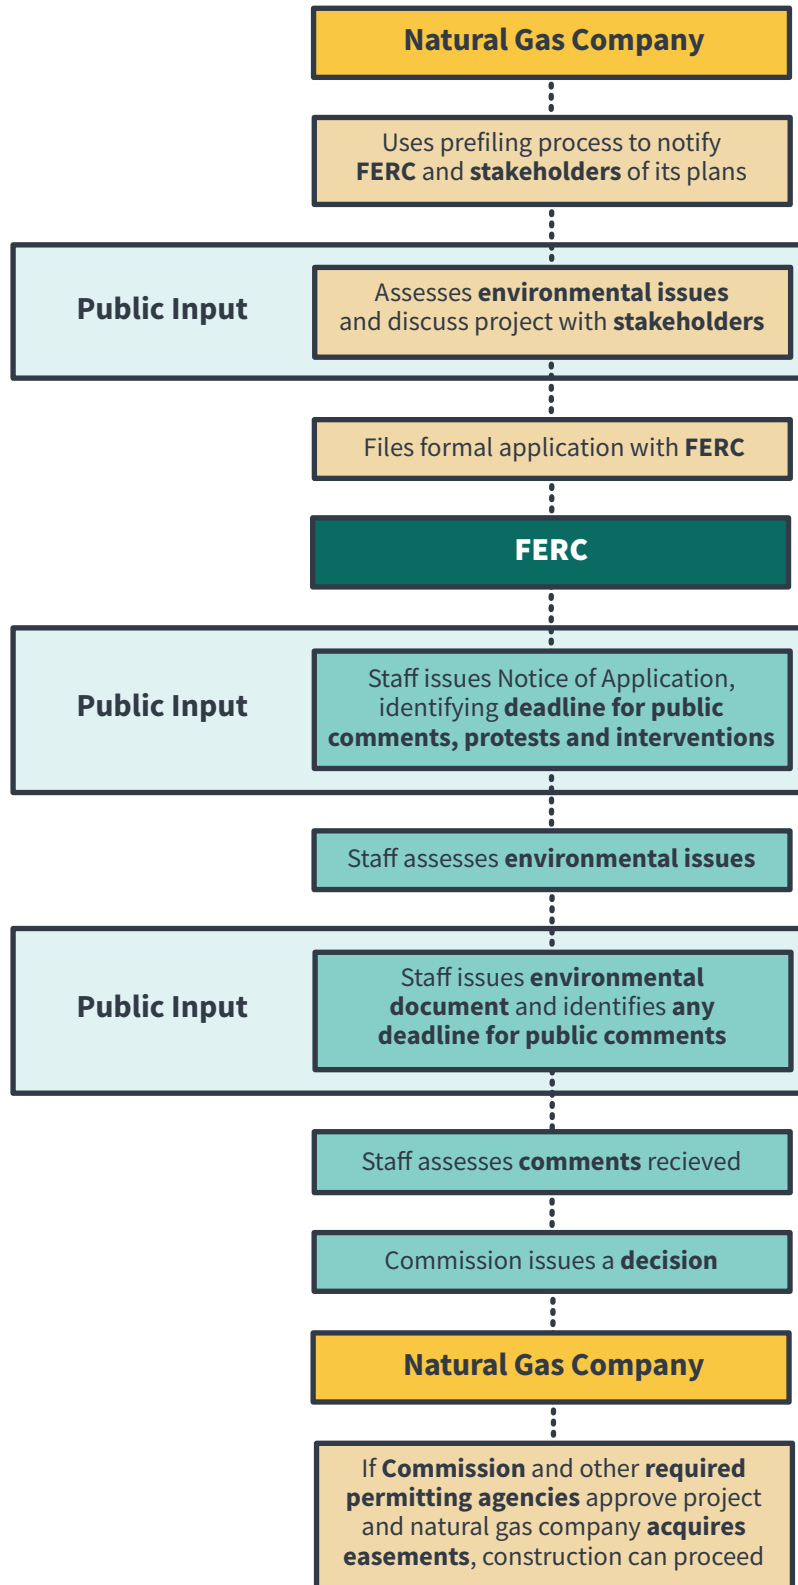 Natural Gas Company
Uses prefiling process to notify
FERC and stakeholders of its plans
Public Input
Assesses environmental issues
and discuss project with stakeholders
Files formal application with FERC
FERC
Public Input
Staff issues Notice of Application,
identifying deadline for public
comments, protests and interventions
Staff assesses environmental issues
Public Input
Staff issues environmental
document and identifies any
deadline for public comments
Staff assesses comments recieved
Commission issues a decision
Natural Gas Company
If Commission and other required
permitting agencies approve project
and natural gas company acquires
easements, construction can proceed